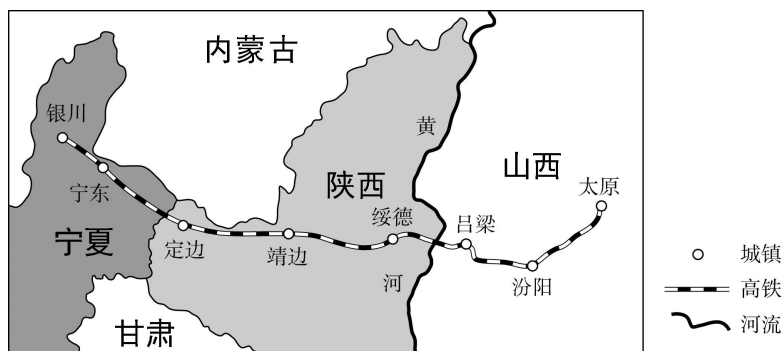 内蒙古
银川
黄
山西
宁东
陕西
太原
绥德
宁夏
定边
靖边
吕梁
河
汾阳
甘肃
城镇
高铁
河流